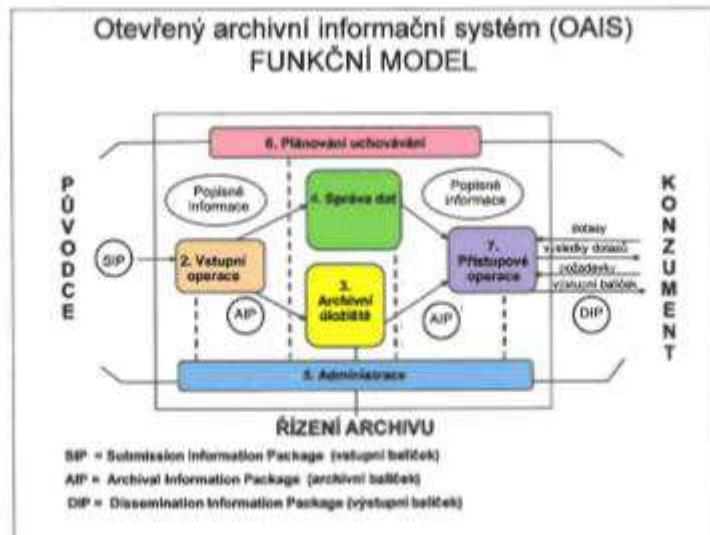 Otevřený archivní informační systém (OAIS)
FUNKČNÍ MODEL
6. Plánování uchovávání
PŮVODCE
Popisné
informace
4. Správa dat
Popisné
informace
KONZUMENT
SIP
2. Vstupní
operace
7.
Přístupové
operace
dotazy
výsledky dotazů
požadavky
výstupní balíček
3.
Archivní
úložiště
AIP
AIP
DIP
5. Administrace
ŘÍZENÍ ARCHIVU
SIP = Submission Information Package (vstupní balíček)
AIP = Archival Information Package (archivní balíček)
DIP = Dissemination Information Package (výstupní balíček)